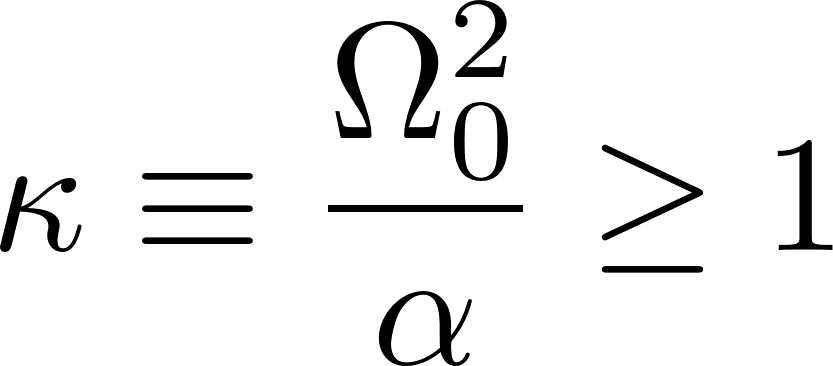 κ ≡ Ω₀² / α ≥ 1